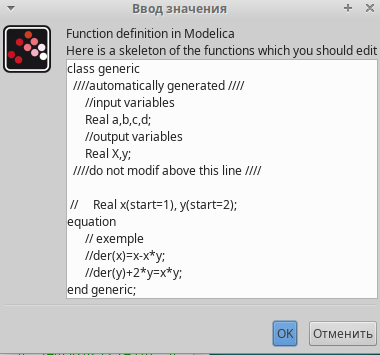 Ввод значения
Function definition in Modelica
Here is a skeleton of the functions which you should edit
class generic
////automatically generated ////
//input variables
Real a,b,c,d;
//output variables
Real X,y;
////do not modif above this line ////
// Real x(start=1), y(start=2);
equation
// exemple
//der(x)=x-x*y;
//der(y)+2*y=x*y;
end generic;
OK Отменить